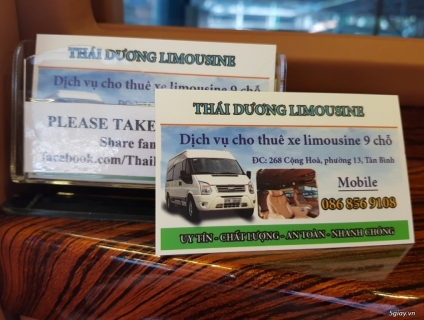 THÁI DƯƠNG LIMOUSINE
Dịch vụ cho thuê xe limousine 9 chỗ
PLEASE TAKE
Share fan
facebook.com/Thai
THÁI DƯƠNG LIMOUSINE
Dịch vụ cho thuê xe limousine 9 chỗ
ĐC: 268 Cộng Hoà, phường 13, Tân Bình
Mobile
086 856 9108
UY TÍN - CHẤT LƯỢNG - AN TOÀN - NHANH CHÓNG
5giay.vn